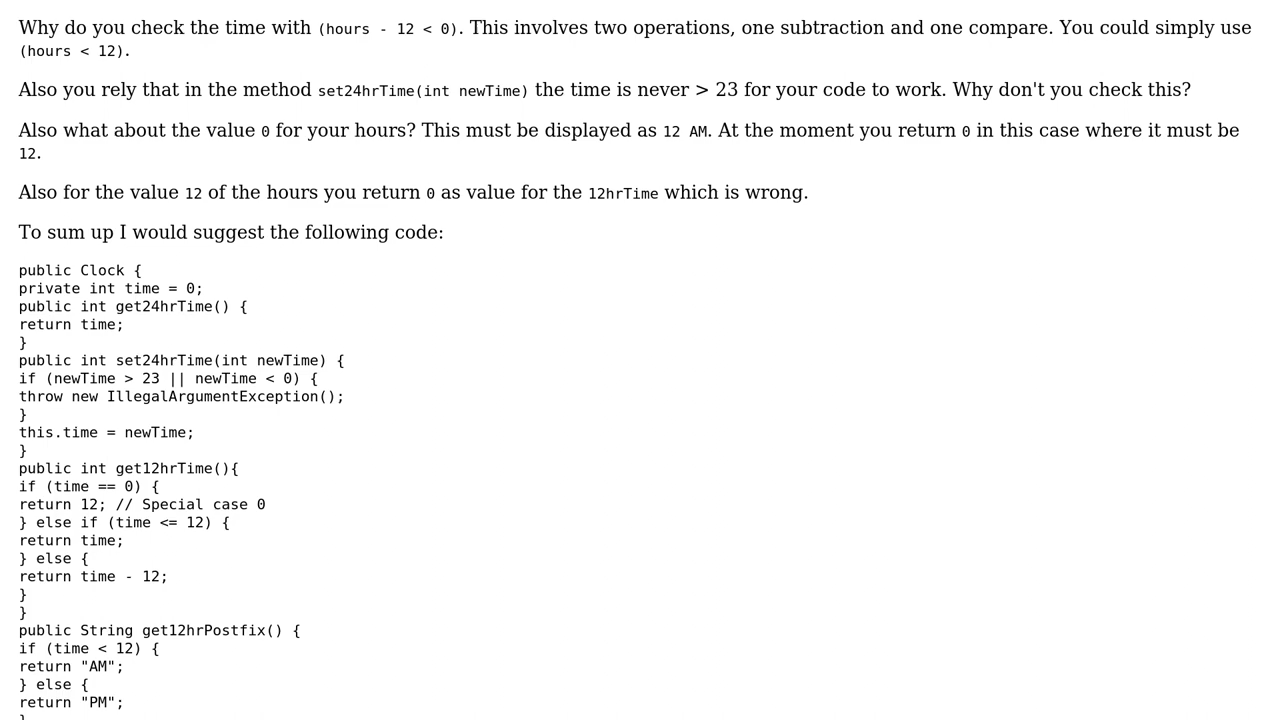 Why do you check the time with (hours - 12 < 0). This involves two operations, one subtraction and one compare. You could simply use
(hours < 12).
Also you rely that in the method set24hrTime(int newTime) the time is never > 23 for your code to work. Why don't you check this?
Also what about the value 0 for your hours? This must be displayed as 12 AM. At the moment you return 0 in this case where it must be
12.
Also for the value 12 of the hours you return 0 as value for the 12hrTime which is wrong.
To sum up I would suggest the following code:
public Clock {
private int time = 0;
public int get24hrTime() {
return time;
}
public int set24hrTime(int newTime) {
if (newTime > 23 || newTime < 0) {
throw new IllegalArgumentException();
}
this.time = newTime;
}
public int get12hrTime(){
if (time == 0) {
return 12; // Special case 0
} else if (time <= 12) {
return time;
} else {
return time - 12;
}
}
public String get12hrPostfix() {
if (time < 12) {
return "AM";
} else {
return "PM";
}